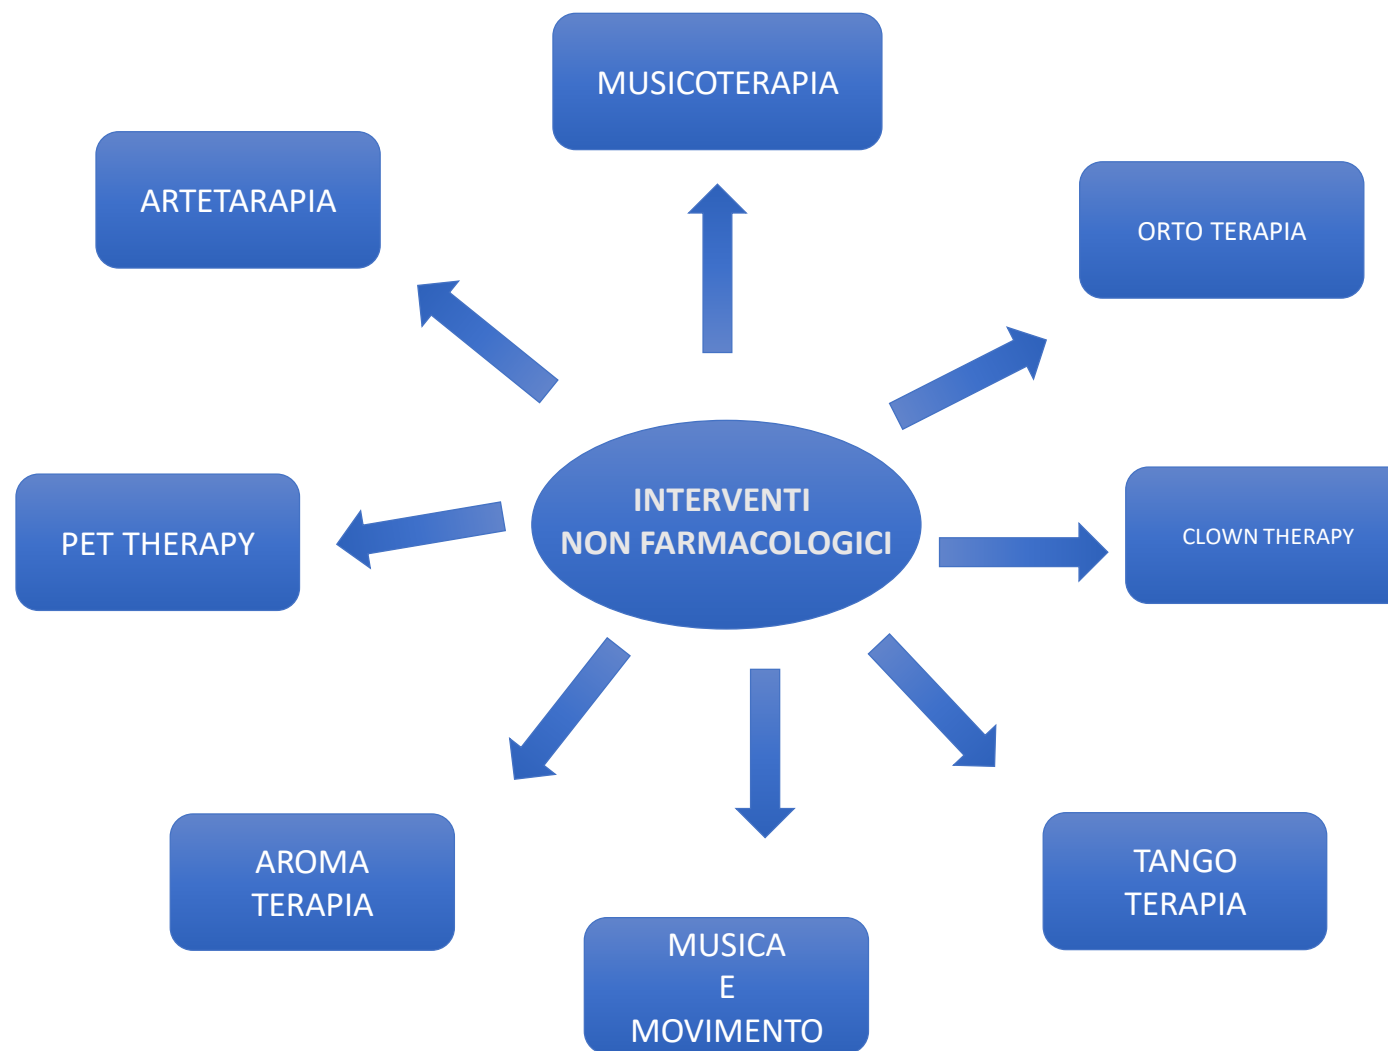 MUSICOTERAPIA
ARTETARAPIA
ORTO TERAPIA
INTERVENTI
NON FARMACOLOGICI
PET THERAPY
CLOWN THERAPY
AROMA
TERAPIA
TANGO
TERAPIA
MUSICA
E
MOVIMENTO